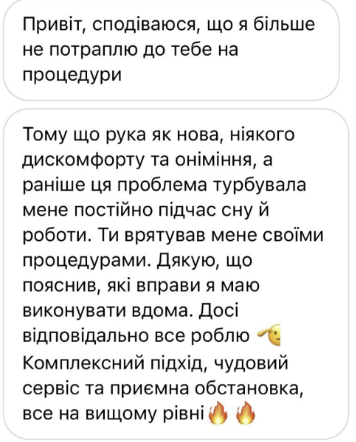 Привіт, сподіваюся, що я більше
не потраплю до тебе на
процедури
Тому що рука як нова, ніякого
дискомфорту та оніміння, а
раніше ця проблема турбувала
мене постійно підчас сну й
роботи. Ти врятував мене своїми
процедурами. Дякую, що
пояснив, які вправи я маю
виконувати вдома. Досі
відповідально все роблю 🫡
Комплексний підхід, чудовий
сервіс та приємна обстановка,
все на вищому рівні🔥 🔥